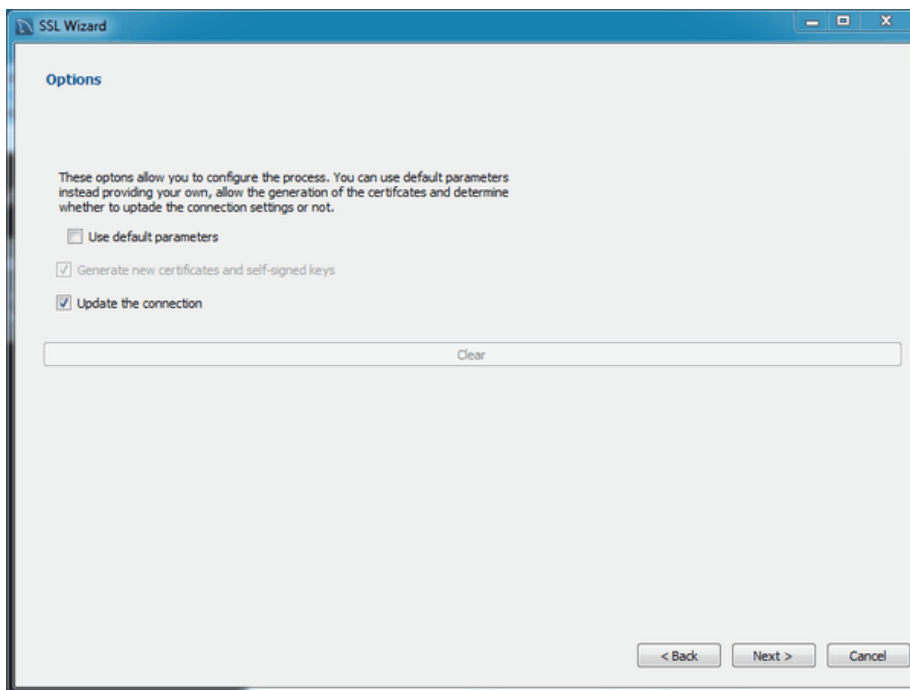 SSL Wizard
Options
These optons allow you to configure the process. You can use default parameters
instead providing your own, allow the generation of the certifcates and determine
whether to uptade the connection settings or not.
Use default parameters
Generate new certificates and self-signed keys
Update the connection
Clear
< Back Next > Cancel